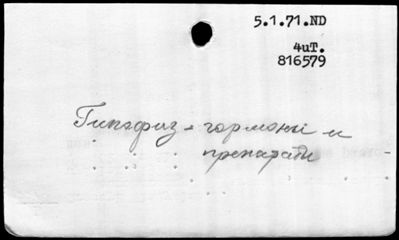 5.1.71.ND
4uT.
816579
Гипофиз - гормоны и
препараты